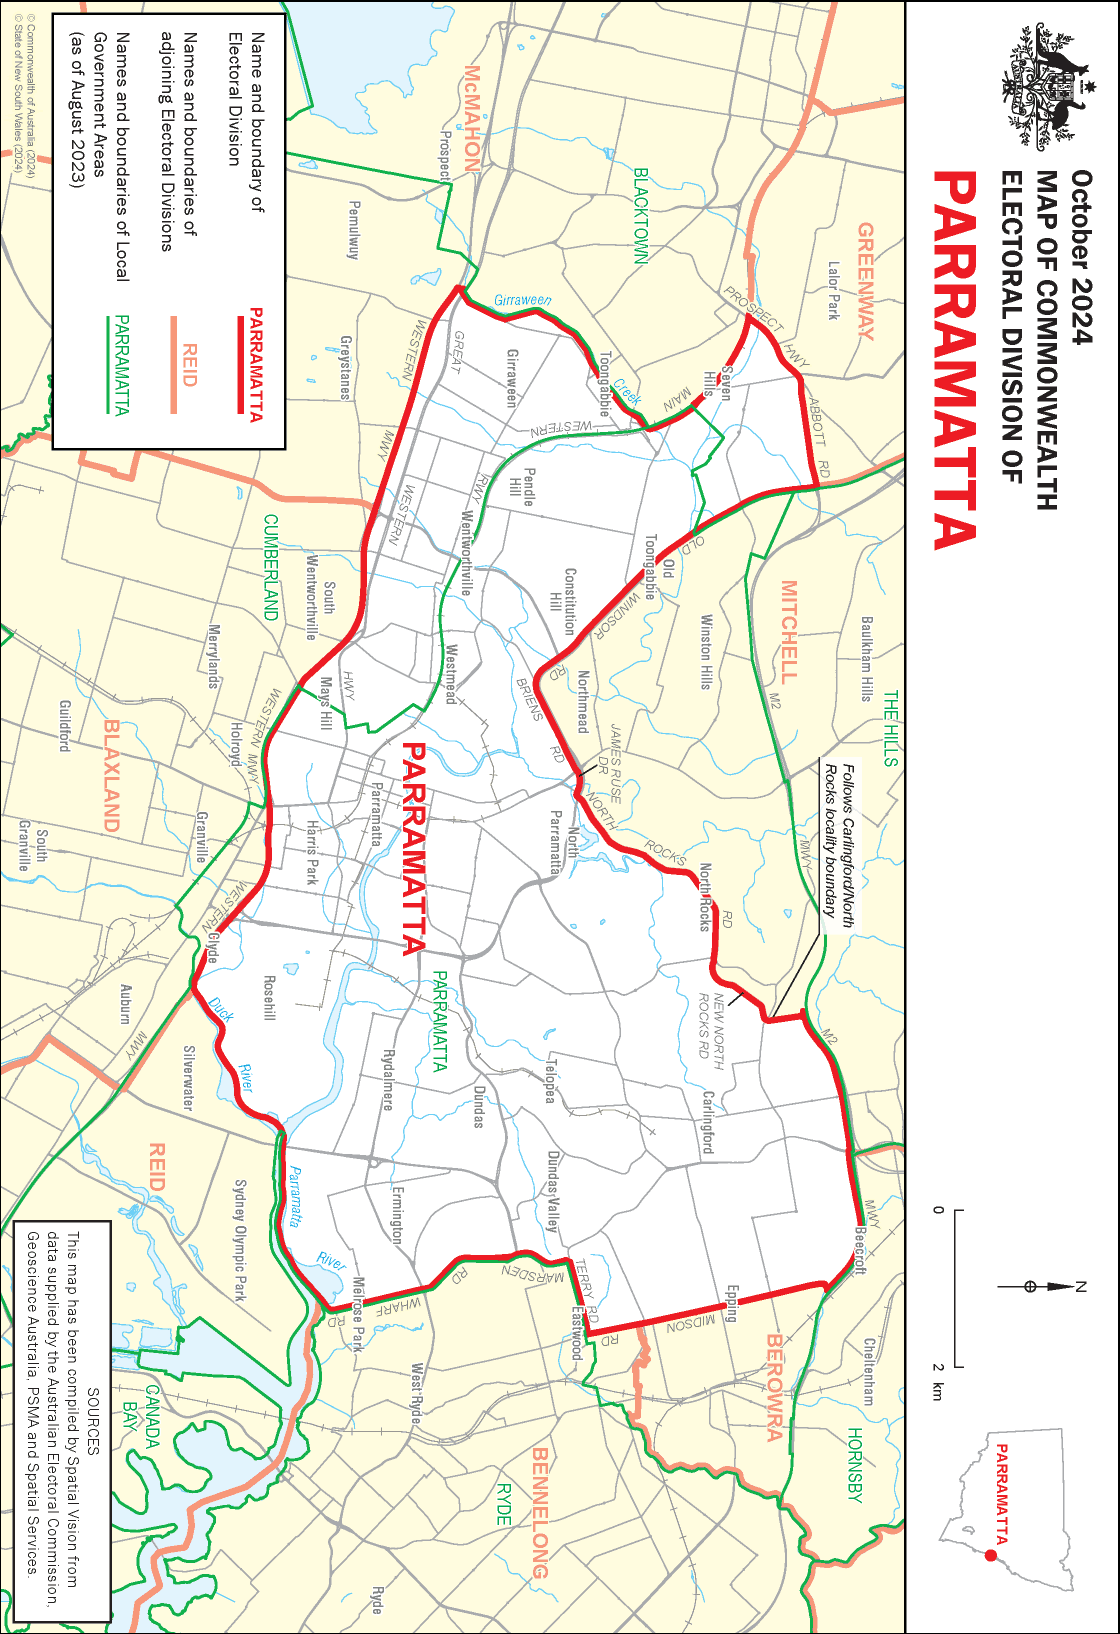 October 2024
MAP OF COMMONWEALTH
ELECTORAL DIVISION OF
PARRAMATTA
0
2 km
N
PARRAMATTA
GREENWAY
Lalor Park
BLACKTOWN
McMAHON
Prospect
Pemulwuy
Greystanes
PROSPECT HWY
ABBOTT RD
Seven
Hills
MAIN
Girraween
Creek
Toongabbie
Girraween
GREAT
WESTERN
HWY
WESTERN
MWY
WESTERN
RWY
Pendle
Hill
Wentworthville
OLD
WINDSOR
RD
Old
Toongabbie
Constitution
Hill
MITCHELL
Winston Hills
Baulkham Hills
THE HILLS
M2
MWY
M2
MWY
Northmead
BRIENS
RD
JAMES RUSE
DR
NORTH
ROCKS
RD
North Rocks
Follows Carlingford/North
Rocks locality boundary
NEW NORTH
ROCKS RD
North
Parramatta
Westmead
Mays Hill
South
Wentworthville
CUMBERLAND
Merrylands
Guildford
Holroyd
WESTERN MWY
BLAXLAND
South
Granville
Granville
PARRAMATTA
Parramatta
Harris Park
WESTERN
MWY
Clyde
Rosehill
Duck
River
Auburn
Silverwater
REID
PARRAMATTA
Rydalmere
Dundas
Telopea
Carlingford
Dundas Valley
Ermington
Parramatta
River
Sydney Olympic Park
Melrose Park
WHARF
RD
MARSDEN
RD
TERRY RD
Eastwood
MIDSON
RD
Epping
Beecroft
Cheltenham
BEROWRA
HORNSBY
West Ryde
BENNELONG
RYDE
Ryde
CANADA
BAY
Name and boundary of
Electoral Division
PARRAMATTA
Names and boundaries of
adjoining Electoral Divisions
REID
Names and boundaries of Local
Government Areas
(as of August 2023)
PARRAMATTA
© Commonwealth of Australia (2024)
© State of New South Wales (2024)
SOURCES
This map has been compiled by Spatial Vision from
data supplied by the Australian Electoral Commission,
Geoscience Australia, PSMA and Spatial Services.